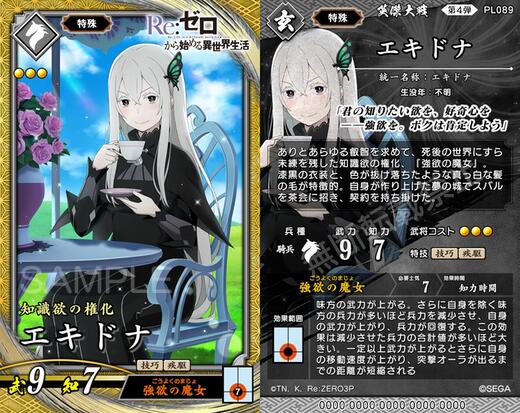 特殊
Re:ゼロ
から始める異世界生活
SAMPLE
知識欲の権化
エキドナ
技巧 疾駆
武9 知7
ごうよくのまじょ
強欲の魔女
7
玄
特殊
英傑大戦 第4弾 PL089
エキドナ
統一名称：エキドナ
生没年：不明
「君の知りたい欲を、好奇心を
――強欲を、ボクは肯定しよう」
ありとあらゆる叡智を求めて、死後の世界にすら
未練を残した知識欲の権化、「強欲の魔女」。
漆黒の衣装と、色が抜け落ちたような真っ白な髪
の毛が特徴的。自身が作り上げた夢の城でスバル
を茶会に招き、契約を持ち掛けた。
兵種 武力 知力 武将コスト
騎兵 9 7 特技 技巧 疾駆
ごうよくのまじょ 必要士気 効果時間
強欲の魔女 7 知力時間
効果範囲
味方の武力が上がる。さらに自身を除く味
方の兵力が多いほど兵力を減少させ、自身
の武力が上がり、兵力が回復する。この効
果は減少させた兵力の合計値が多いほど大
きい。一定以上武力が上がるとさらに自身
の移動速度が上がり、突撃オーラが出るま
での距離が短縮される
©TN, K. Re:ZERO3P ©SEGA
0000-0000-0000-0000-0000-0000